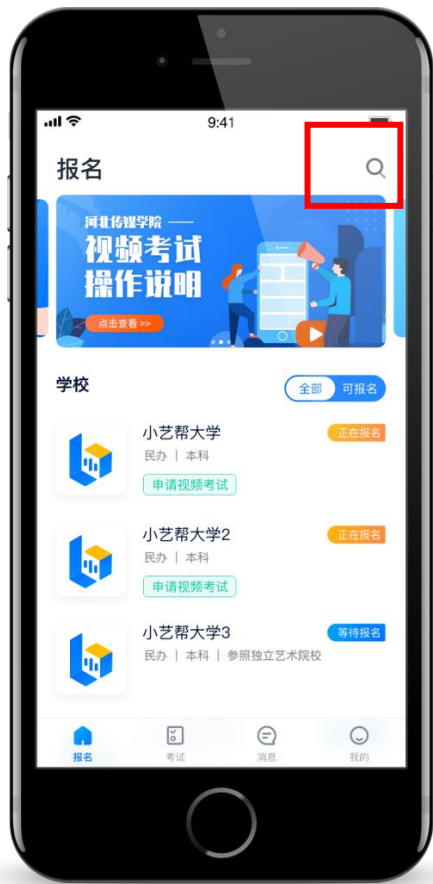 9:41
报名
河北传媒学院
视频考试
操作说明
点击查看 >>
学校
全部 可报名
小艺帮大学 正在报名
民办 | 本科
申请视频考试
小艺帮大学2 正在报名
民办 | 本科
申请视频考试
小艺帮大学3 等待报名
民办 | 本科 | 参照独立艺术院校
报名 考试 消息 我的